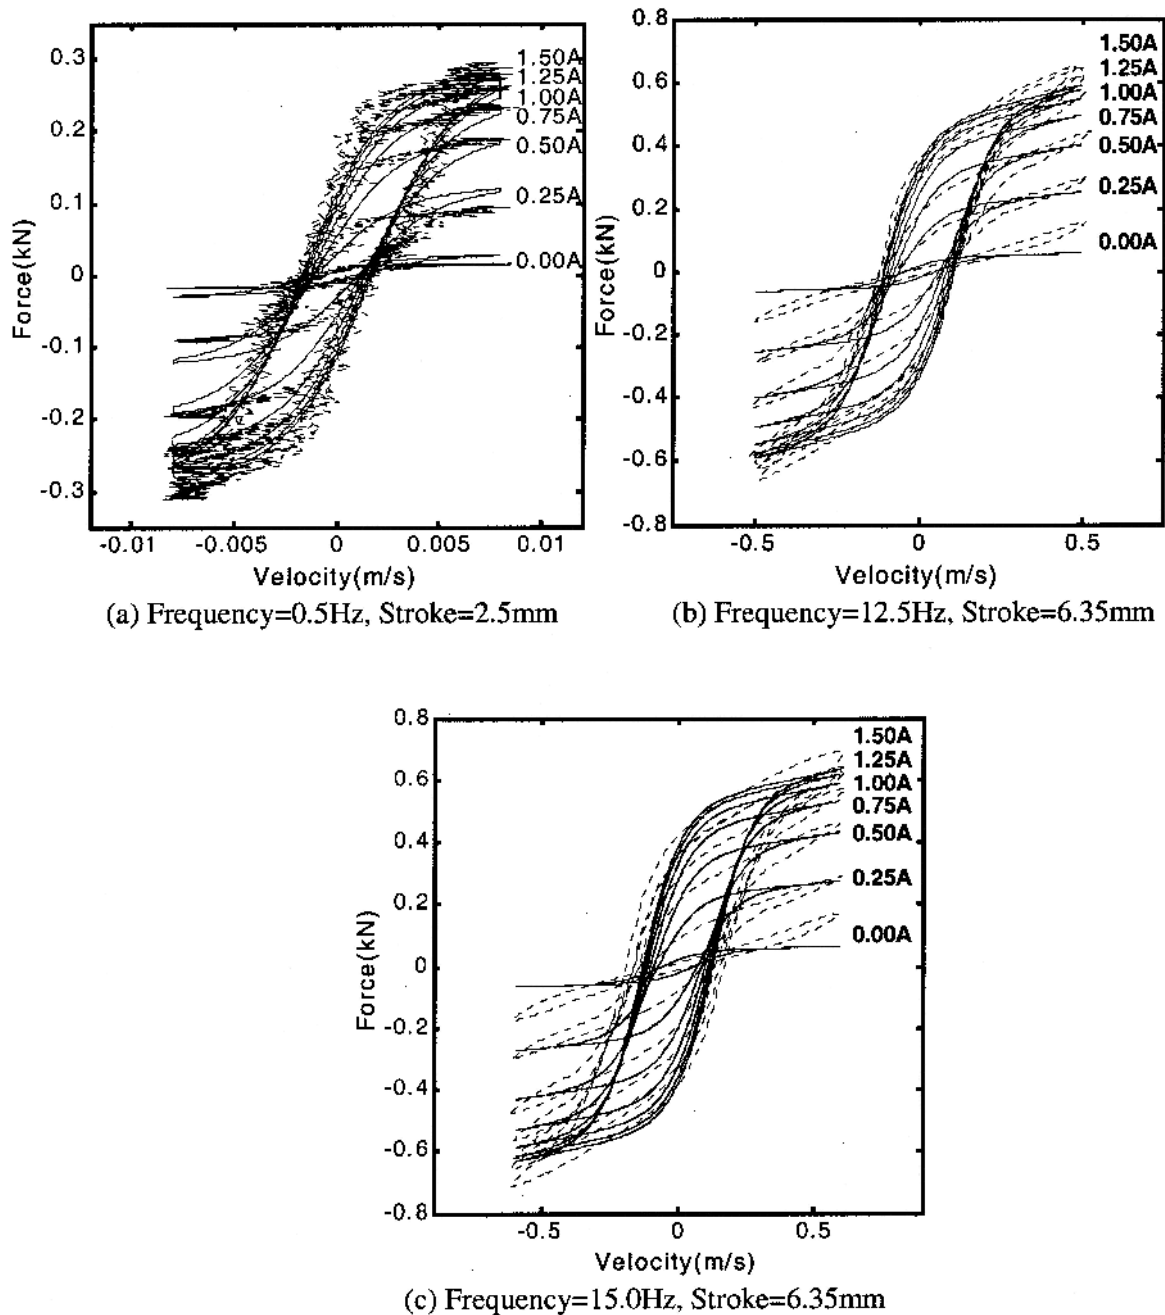 0.3
0.2
0.1
0
-0.1
-0.2
-0.3
Force(kN)
1.50A
1.25A
1.00A
0.75A
0.50A
0.25A
0.00A
-0.01 -0.005 0 0.005 0.01
Velocity(m/s)
(a) Frequency=0.5Hz, Stroke=2.5mm
0.8
0.6
0.4
0.2
0
-0.2
-0.4
-0.6
-0.8
Force(kN)
1.50A
1.25A
1.00A
0.75A
0.50A
0.25A
0.00A
-0.5 0 0.5
Velocity(m/s)
(b) Frequency=12.5Hz, Stroke=6.35mm
0.8
0.6
0.4
0.2
0
-0.2
-0.4
-0.6
-0.8
Force(kN)
1.50A
1.25A
1.00A
0.75A
0.50A
0.25A
0.00A
-0.5 0 0.5
Velocity(m/s)
(c) Frequency=15.0Hz, Stroke=6.35mm